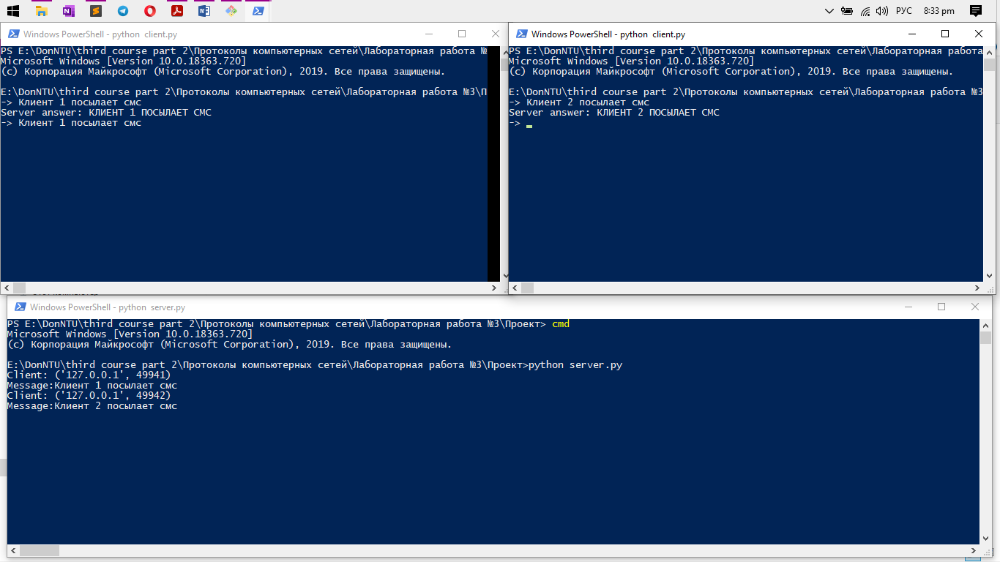 РУС 8:33 pm
Windows PowerShell - python client.py
PS E:\DonNTU\third course part 2\Протоколы компьютерных сетей\Лабораторная работа №
Microsoft Windows [Version 10.0.18363.720]
(c) Корпорация Майкрософт (Microsoft Corporation), 2019. Все права защищены.
E:\DonNTU\third course part 2\Протоколы компьютерных сетей\Лабораторная работа №3\П
-> Клиент 1 посылает смс
Server answer: КЛИЕНТ 1 ПОСЫЛАЕТ СМС
-> Клиент 1 посылает смс
Windows PowerShell - python client.py
PS E:\DonNTU\third course part 2\Протоколы компьютерных сетей\Лабораторная работа
Microsoft Windows [Version 10.0.18363.720]
(c) Корпорация Майкрософт (Microsoft Corporation), 2019. Все права защищены.
E:\DonNTU\third course part 2\Протоколы компьютерных сетей\Лабораторная работа №3
-> Клиент 2 посылает смс
Server answer: КЛИЕНТ 2 ПОСЫЛАЕТ СМС
->
Windows PowerShell - python server.py
PS E:\DonNTU\third course part 2\Протоколы компьютерных сетей\Лабораторная работа №3\Проект> cmd
Microsoft Windows [Version 10.0.18363.720]
(c) Корпорация Майкрософт (Microsoft Corporation), 2019. Все права защищены.
E:\DonNTU\third course part 2\Протоколы компьютерных сетей\Лабораторная работа №3\Проект>python server.py
Client: ('127.0.0.1', 49941)
Message:Клиент 1 посылает смс
Client: ('127.0.0.1', 49942)
Message:Клиент 2 посылает смс